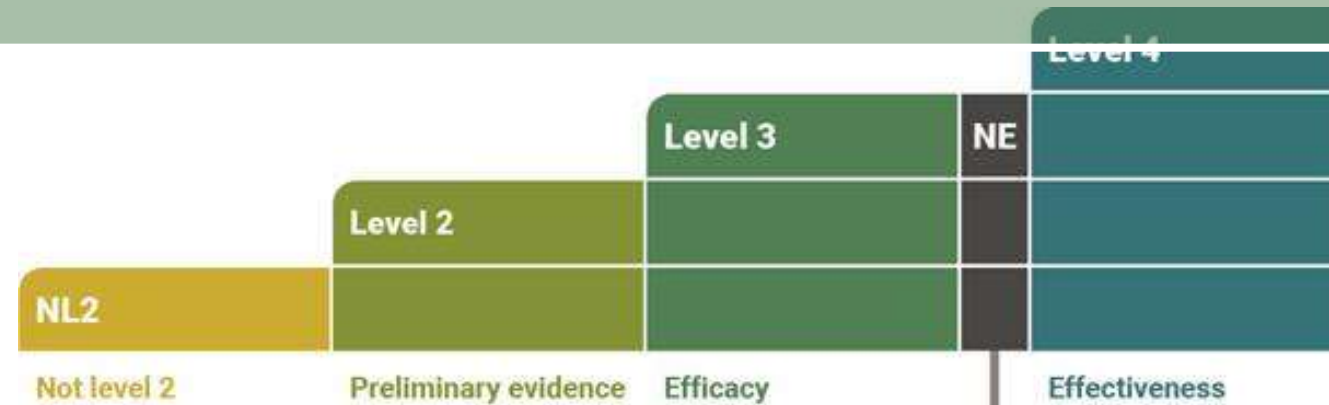 Level 4
Level 3
NE
Level 2
NL2
Not level 2
Preliminary evidence
Efficacy
Effectiveness